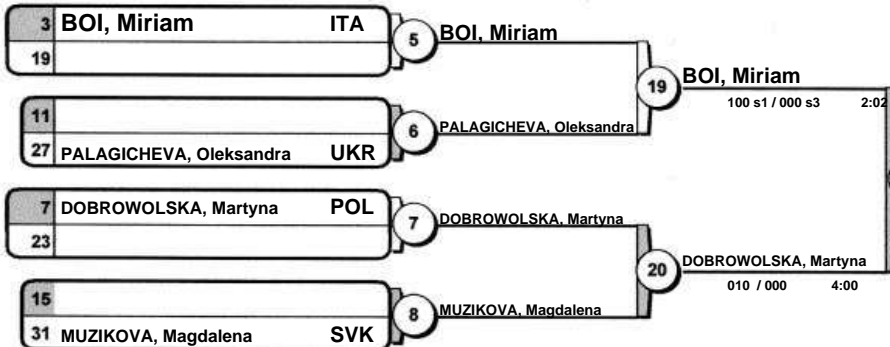 3 BOI, Miriam ITA
19
5 BOI, Miriam
11
27 PALAGICHEVA, Oleksandra UKR
6 PALAGICHEVA, Oleksandra
19 BOI, Miriam
100 s1 / 000 s3 2:02
7 DOBROWOLSKA, Martyna POL
23
7 DOBROWOLSKA, Martyna
15
31 MUZIKOVA, Magdalena SVK
8 MUZIKOVA, Magdalena
20 DOBROWOLSKA, Martyna
010 / 000 4:00